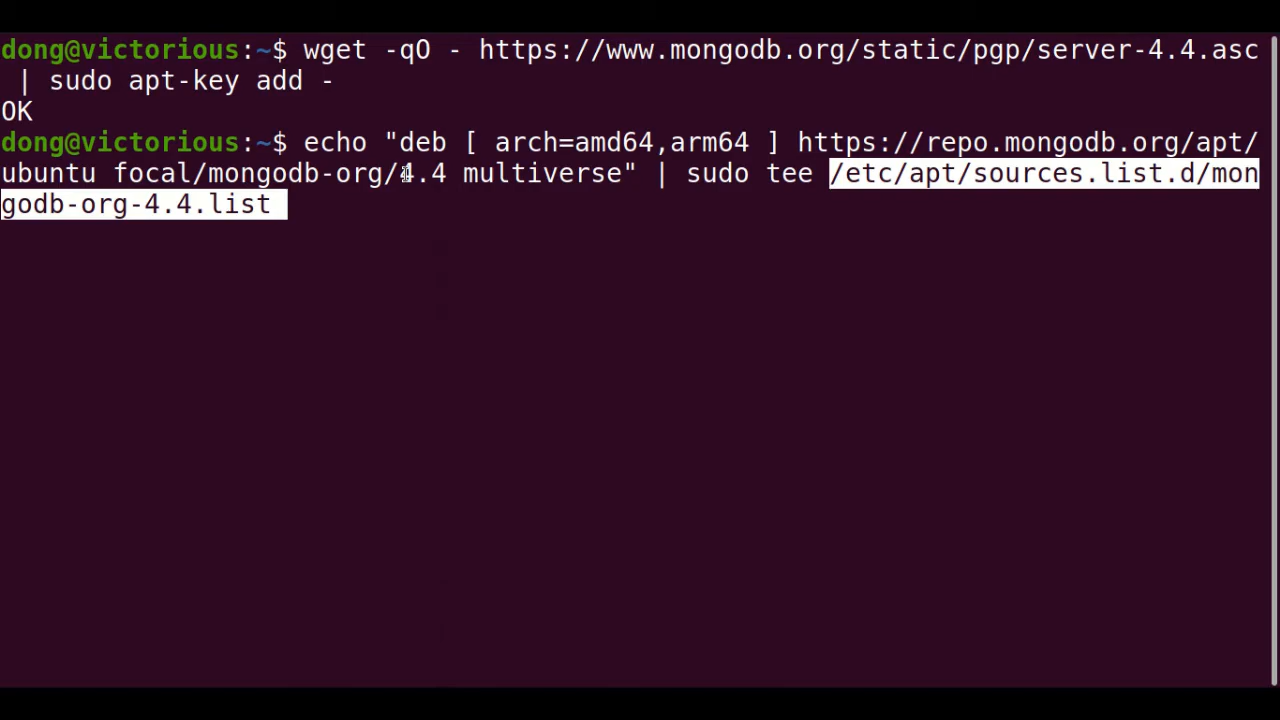 dong@victorious:~$ wget -qO - https://www.mongodb.org/static/pgp/server-4.4.asc
 | sudo apt-key add -
OK
dong@victorious:~$ echo "deb [ arch=amd64,arm64 ] https://repo.mongodb.org/apt/
ubuntu focal/mongodb-org/4.4 multiverse" | sudo tee /etc/apt/sources.list.d/mon
godb-org-4.4.list